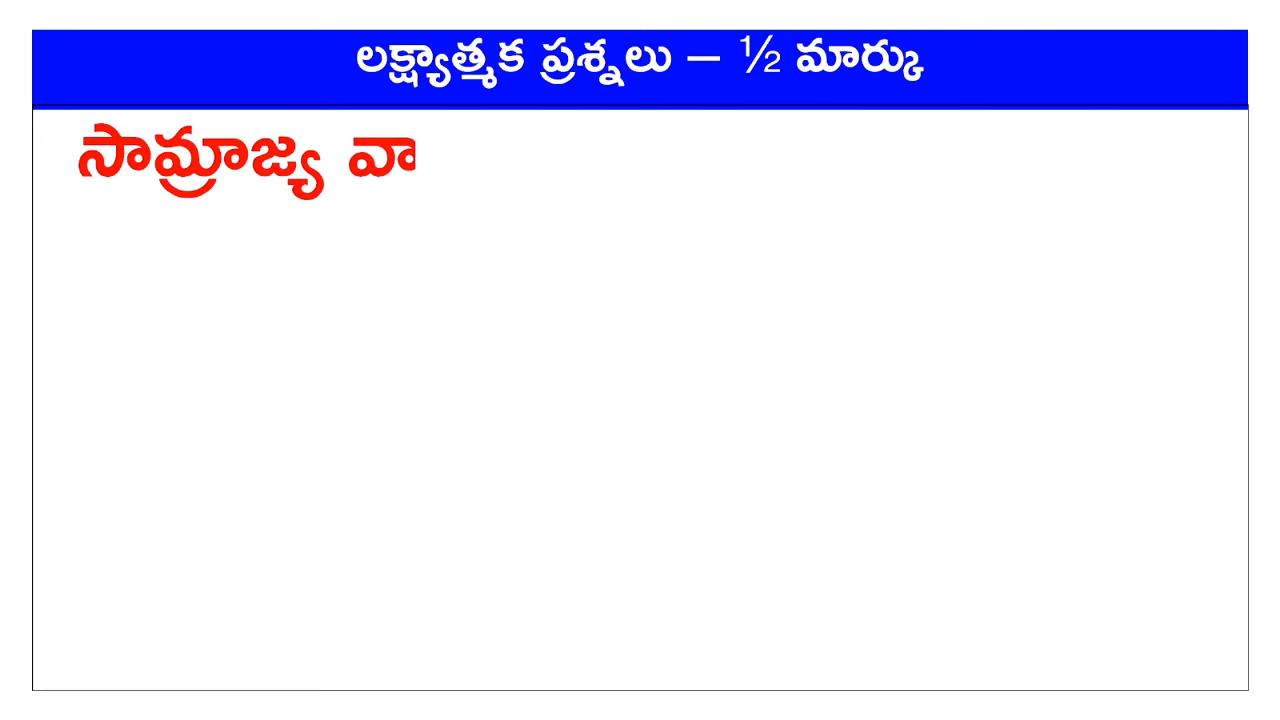 లక్ష్యాత్మక ప్రశ్నలు – ½ మార్కు
సామ్రాజ్య వా